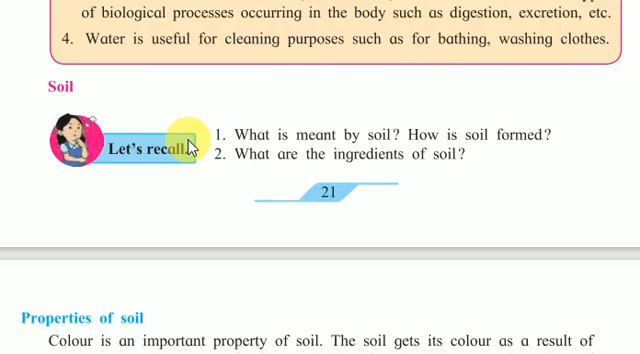 of biological processes occurring in the body such as digestion, excretion, etc.
4. Water is useful for cleaning purposes such as for bathing, washing clothes.
Soil
Let's recall.
1. What is meant by soil? How is soil formed?
2. What are the ingredients of soil?
21
Properties of soil
Colour is an important property of soil. The soil gets its colour as a result of